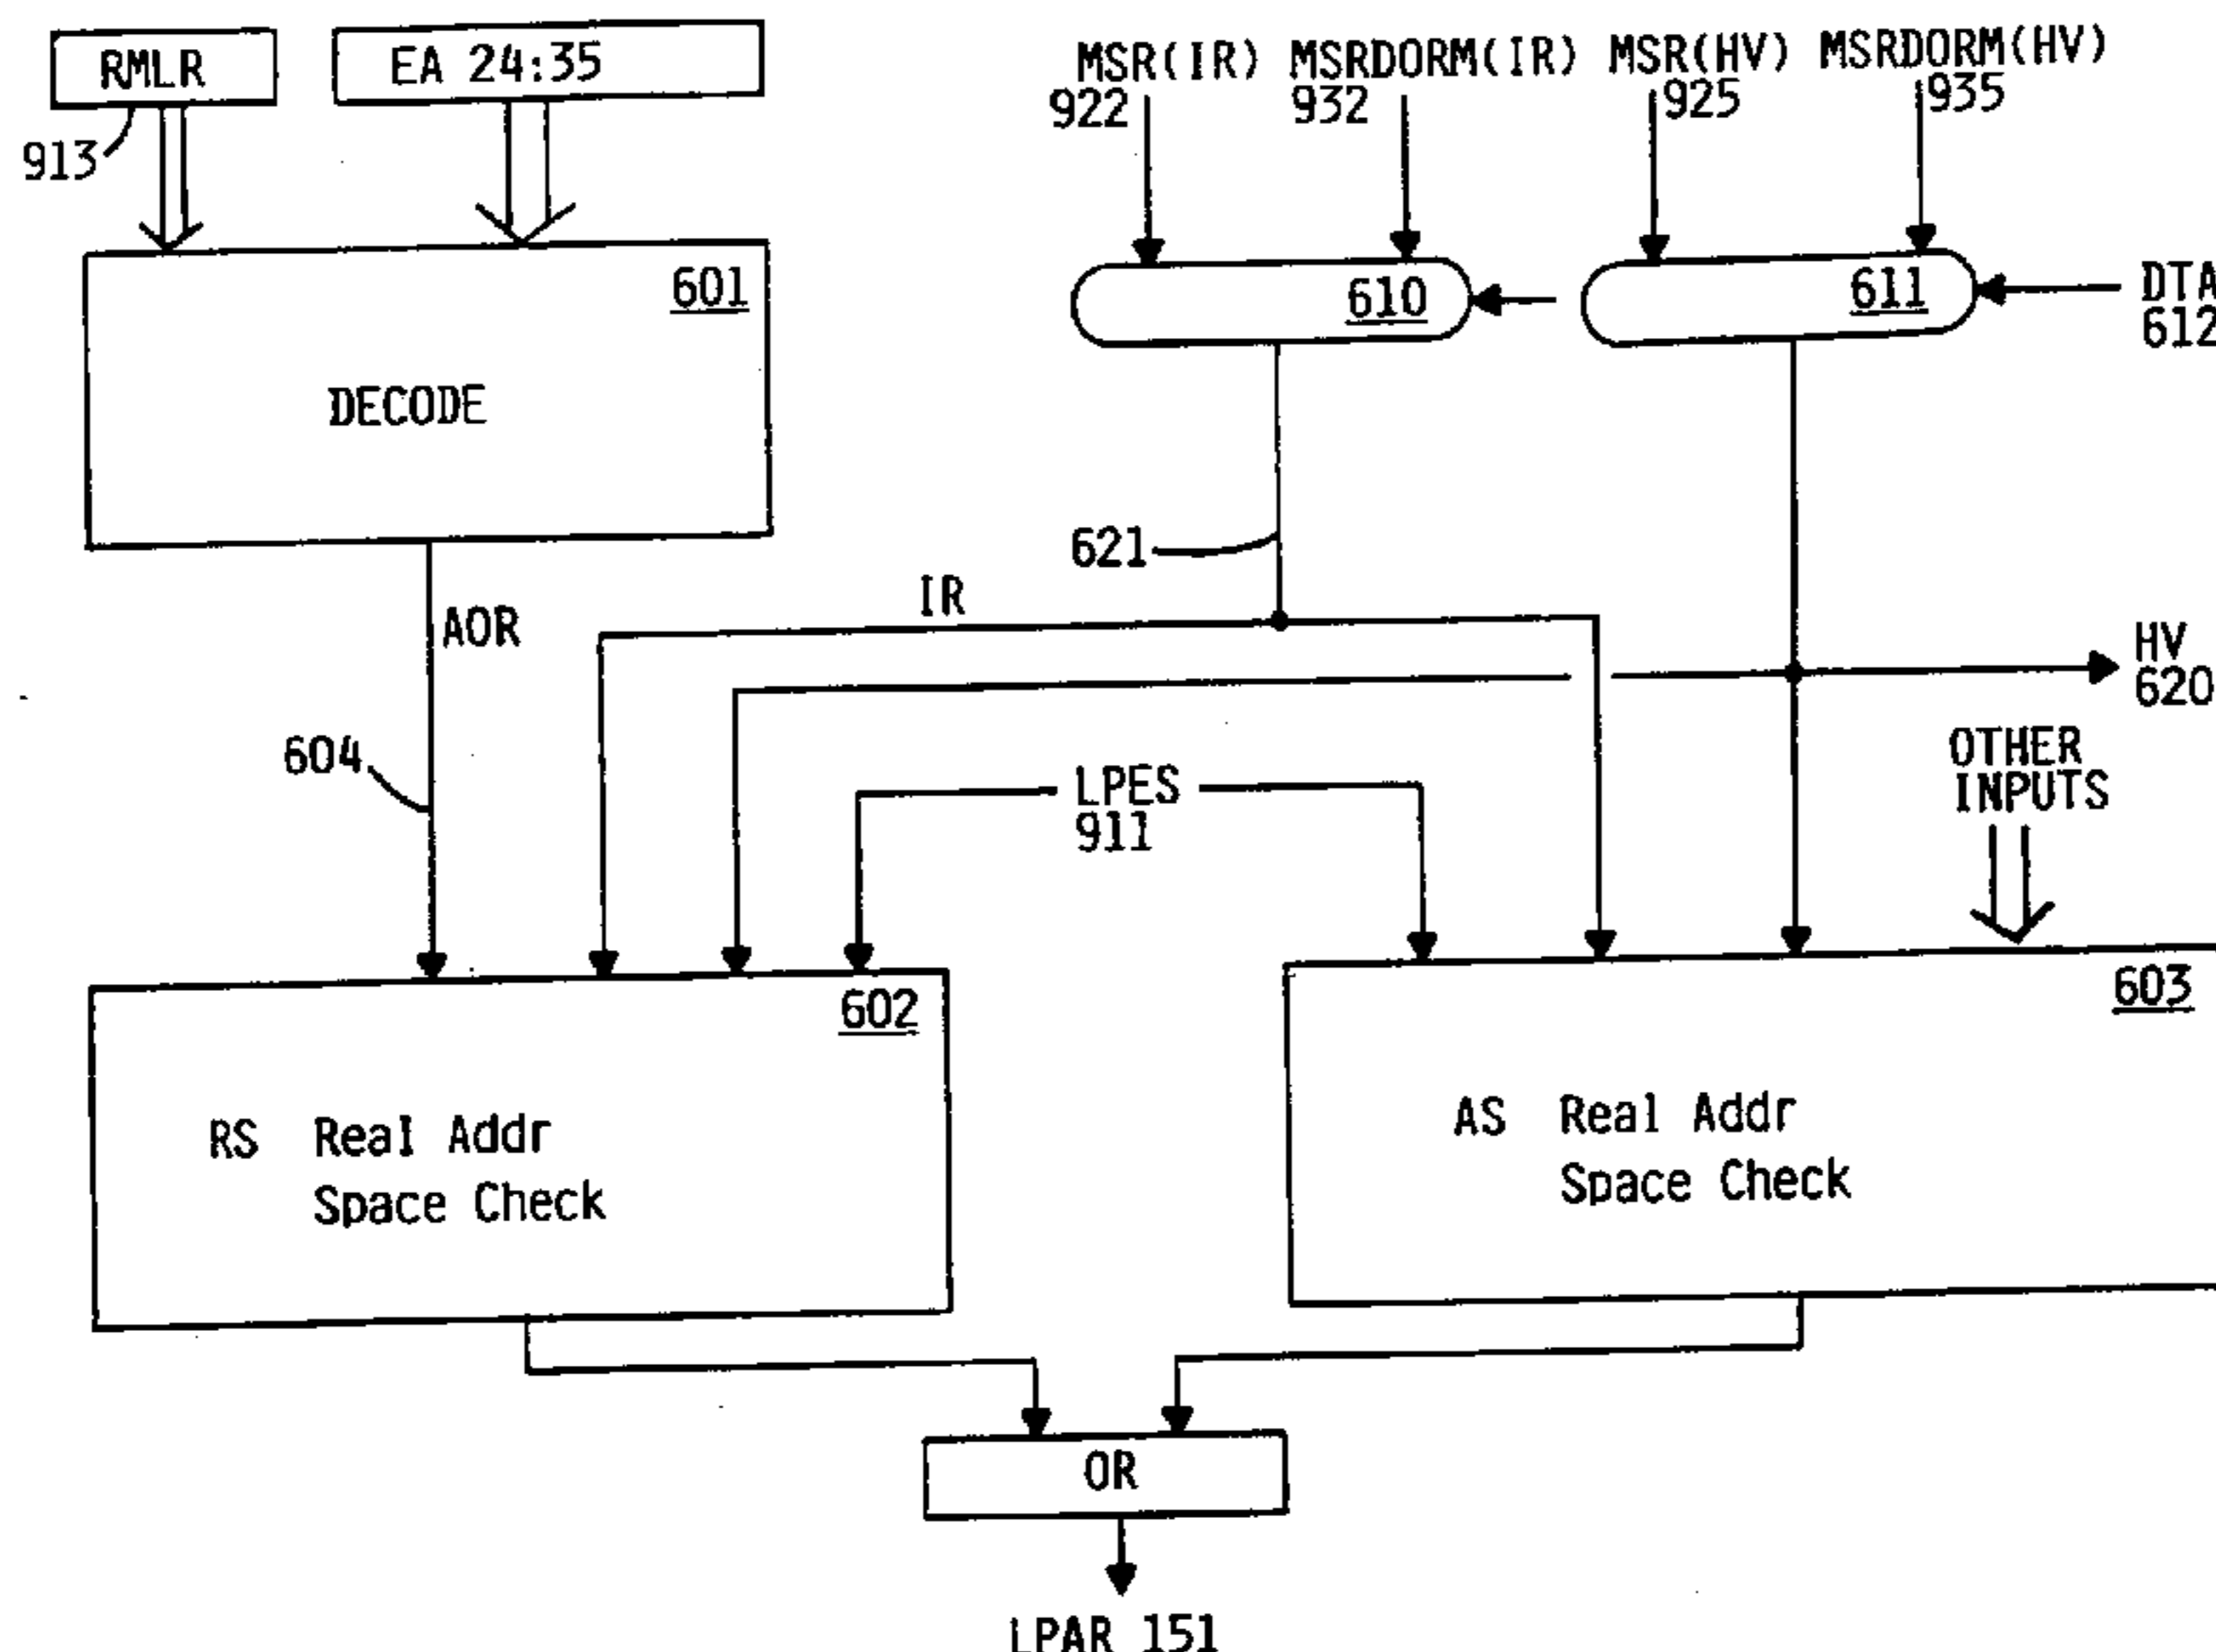 RMLR
EA 24:35
MSR(IR) MSRDORM(IR) MSR(HV) MSRDORM(HV)
922 932 925 935
913
601
610
611
DTA
612
DECODE
621
IR
AOR
HV
620
604
LPES
911
OTHER
INPUTS
602
603
RS Real Addr
Space Check
AS Real Addr
Space Check
OR
LPAR 151